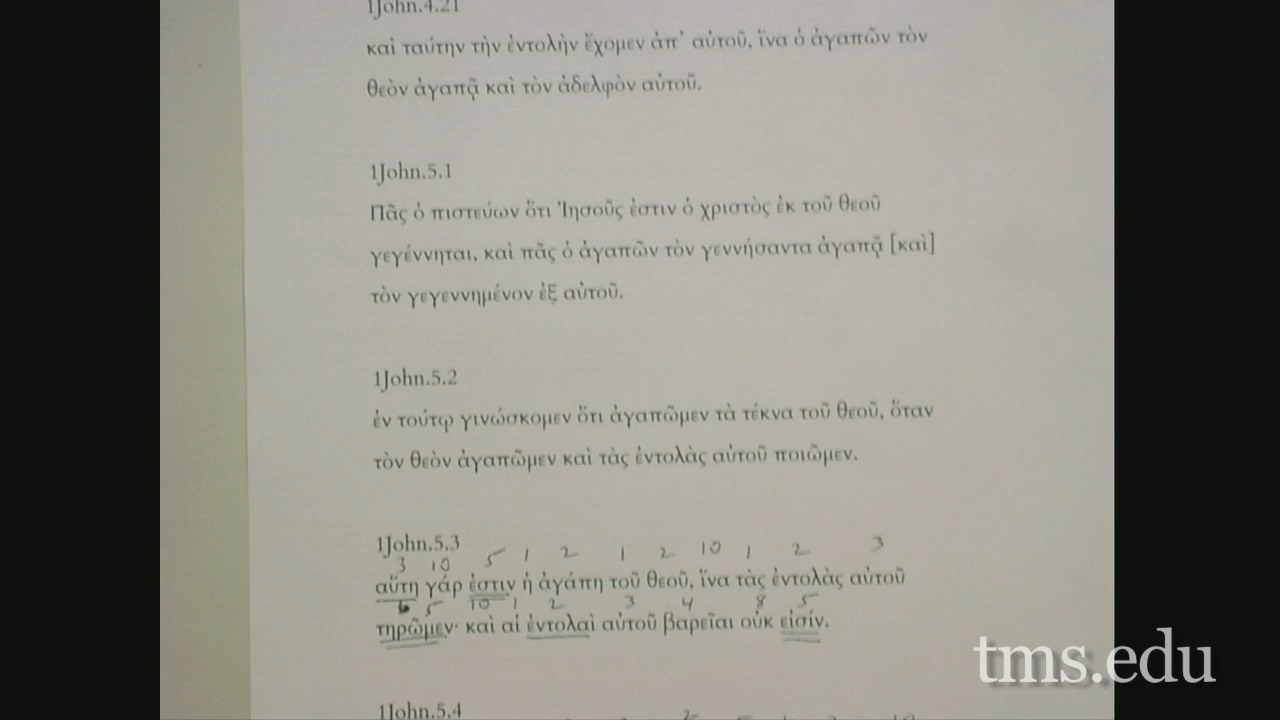 1John.4.21
καὶ ταύτην τὴν ἐντολὴν ἔχομεν ἀπ᾽ αὐτοῦ, ἵνα ὁ ἀγαπῶν τὸν
θεὸν ἀγαπᾷ καὶ τὸν ἀδελφὸν αὐτοῦ.
1John.5.1
Πᾶς ὁ πιστεύων ὅτι Ἰησοῦς ἐστιν ὁ χριστὸς ἐκ τοῦ θεοῦ
γεγέννηται, καὶ πᾶς ὁ ἀγαπῶν τὸν γεννήσαντα ἀγαπᾷ [καὶ]
τὸν γεγεννημένον ἐξ αὐτοῦ.
1John.5.2
ἐν τούτῳ γινώσκομεν ὅτι ἀγαπῶμεν τὰ τέκνα τοῦ θεοῦ, ὅταν
τὸν θεὸν ἀγαπῶμεν καὶ τὰς ἐντολὰς αὐτοῦ ποιῶμεν.
1John.5.3
3 10 5 1 2 1 2 10 1 2 3
αὕτη γάρ ἐστιν ἡ ἀγάπη τοῦ θεοῦ, ἵνα τὰς ἐντολὰς αὐτοῦ
5 10 1 2 3 4 8 5
τηρῶμεν· καὶ αἱ ἐντολαὶ αὐτοῦ βαρεῖαι οὐκ εἰσίν.
tms.edu
1John.5.4